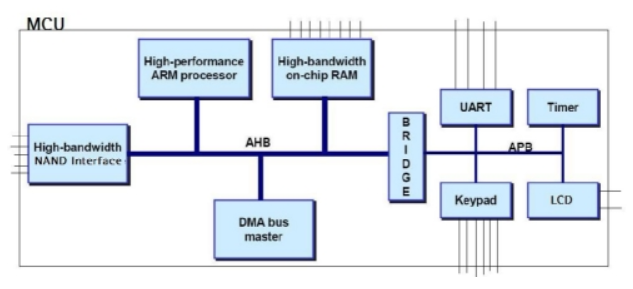 MCU
High-performance
ARM processor
High-bandwidth
on-chip RAM
High-bandwidth
NAND Interface
AHB
DMA bus
master
BRIDGE
UART
Timer
APB
Keypad
LCD